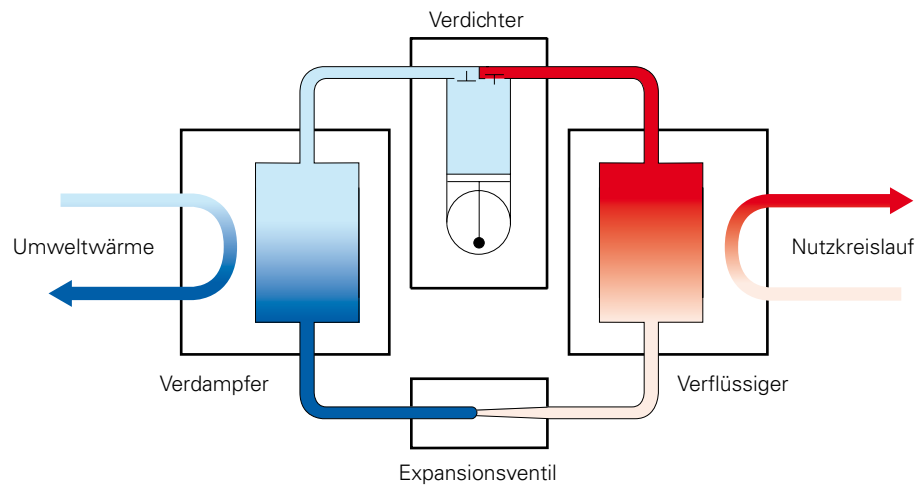 Verdichter
Umweltwärme
Nutzkreislauf
Verdampfer
Verflüssiger
Expansionsventil